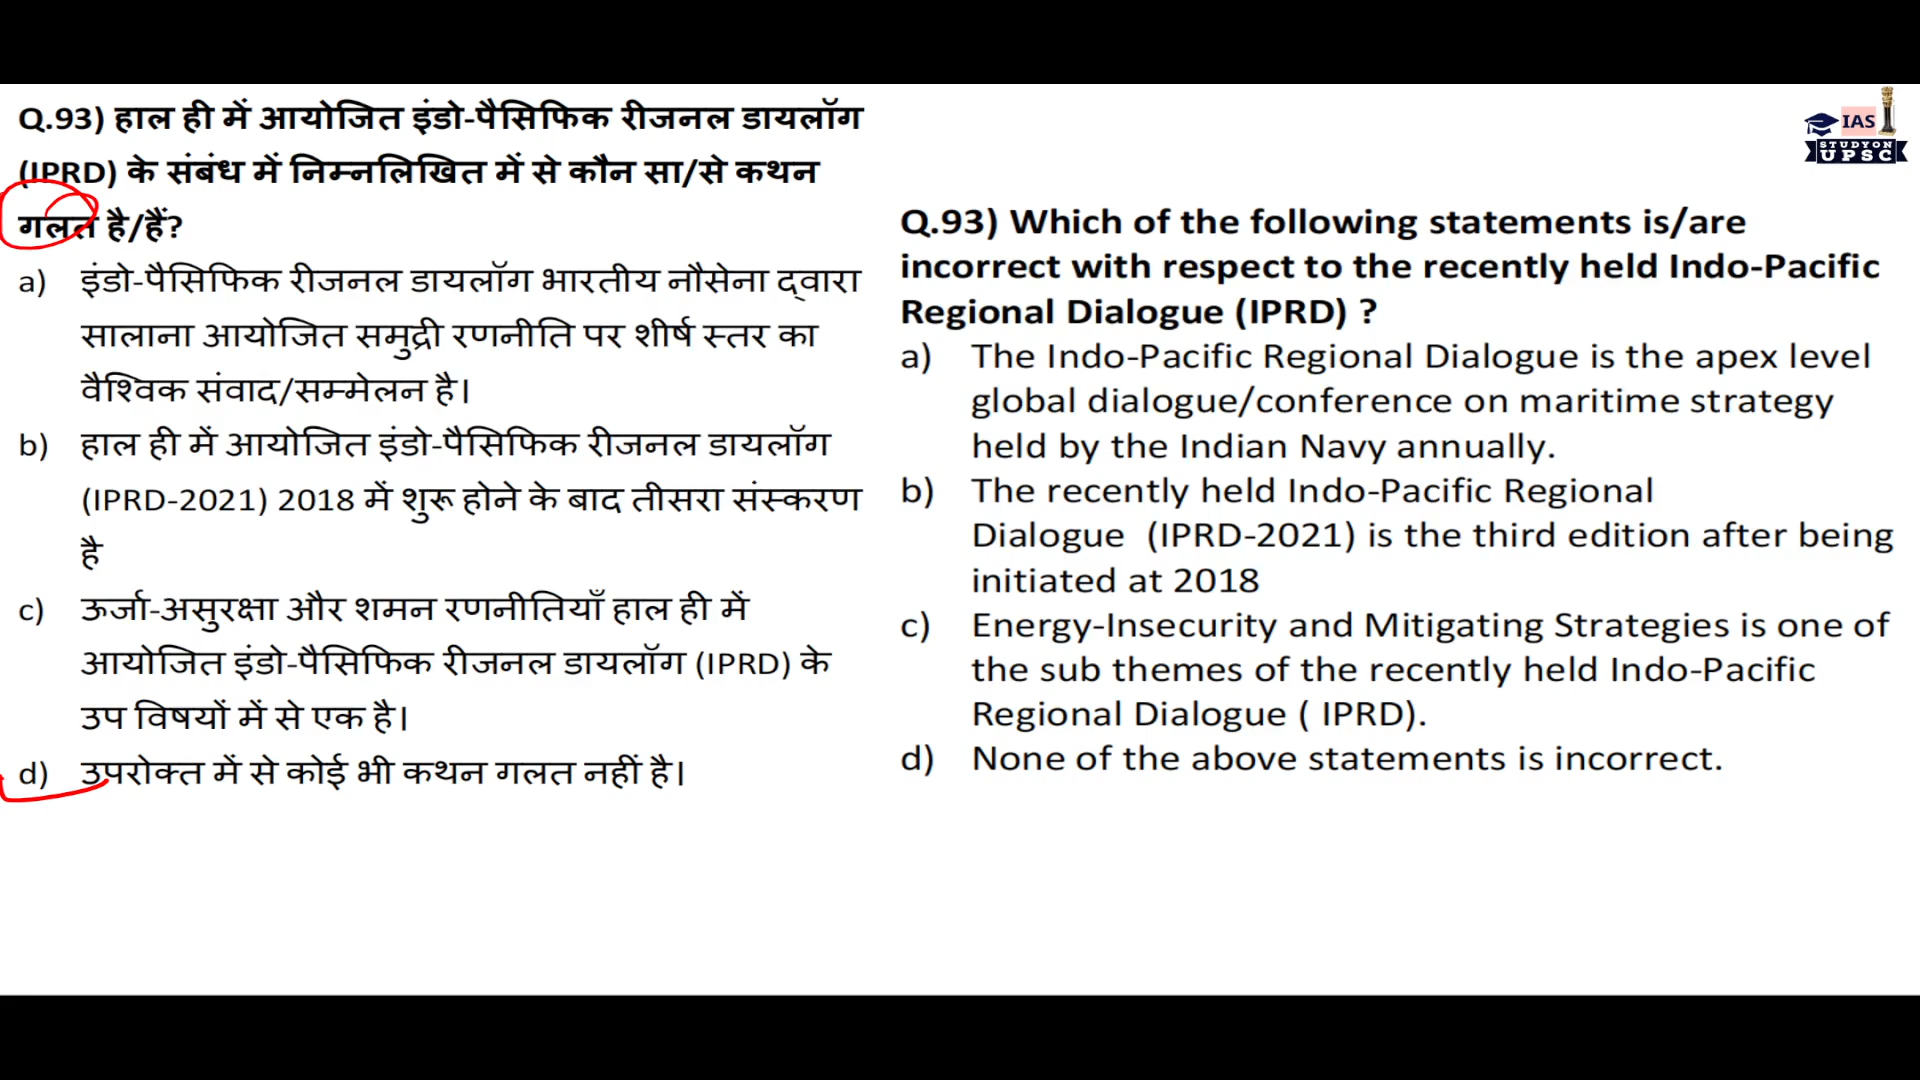 Q.93) हाल ही में आयोजित इंडो-पैसिफिक रीजनल डायलॉग
(IPRD) के संबंध में निम्नलिखित में से कौन सा/से कथन
गलत है/हैं?
a) इंडो-पैसिफिक रीजनल डायलॉग भारतीय नौसेना द्वारा
सालाना आयोजित समुद्री रणनीति पर शीर्ष स्तर का
वैश्विक संवाद/सम्मेलन है।
b) हाल ही में आयोजित इंडो-पैसिफिक रीजनल डायलॉग
(IPRD-2021) 2018 में शुरू होने के बाद तीसरा संस्करण
है
c) ऊर्जा-असुरक्षा और शमन रणनीतियाँ हाल ही में
आयोजित इंडो-पैसिफिक रीजनल डायलॉग (IPRD) के
उप विषयों में से एक है।
d) उपरोक्त में से कोई भी कथन गलत नहीं है।
IAS
STUDYON
UPSC
Q.93) Which of the following statements is/are
incorrect with respect to the recently held Indo-Pacific
Regional Dialogue (IPRD) ?
a) The Indo-Pacific Regional Dialogue is the apex level
global dialogue/conference on maritime strategy
held by the Indian Navy annually.
b) The recently held Indo-Pacific Regional
Dialogue (IPRD-2021) is the third edition after being
initiated at 2018
c) Energy-Insecurity and Mitigating Strategies is one of
the sub themes of the recently held Indo-Pacific
Regional Dialogue ( IPRD).
d) None of the above statements is incorrect.